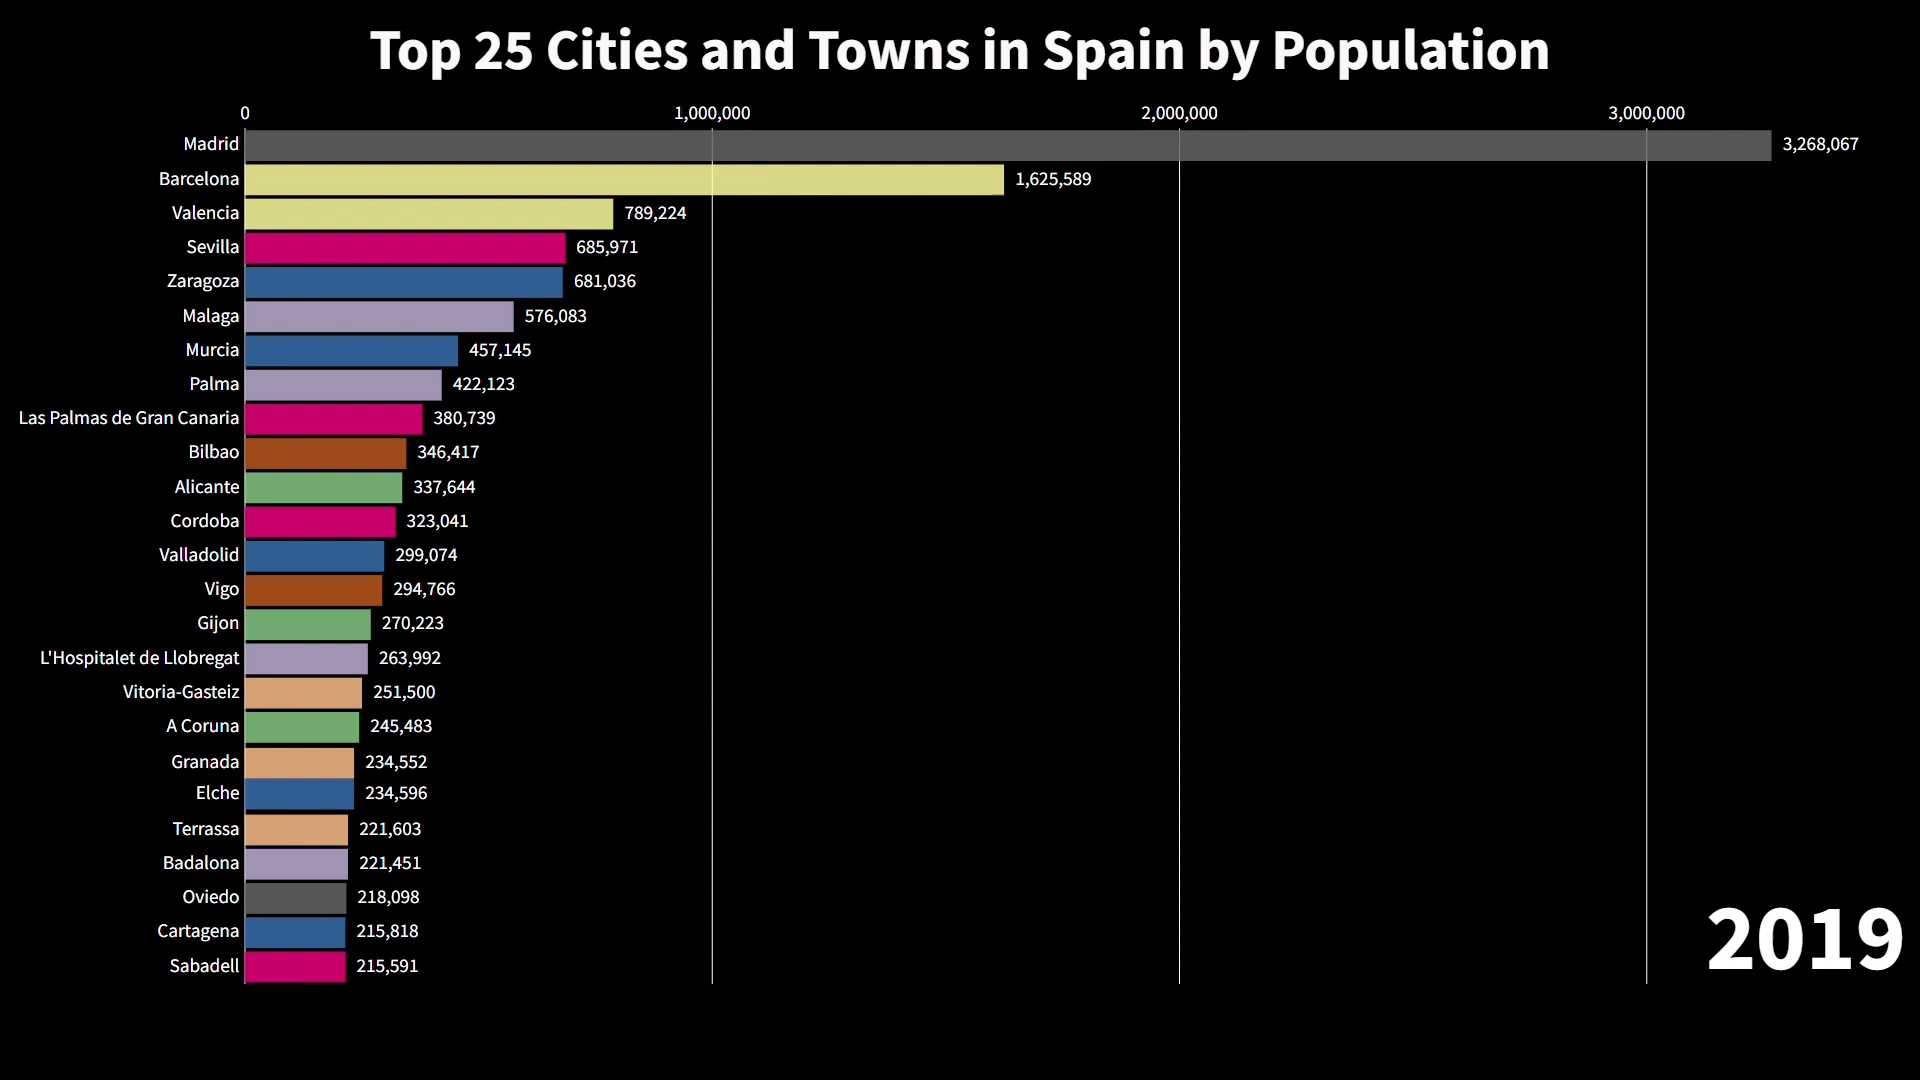 Top 25 Cities and Towns in Spain by Population
0 1,000,000 2,000,000 3,000,000
Madrid 3,268,067
Barcelona 1,625,589
Valencia 789,224
Sevilla 685,971
Zaragoza 681,036
Malaga 576,083
Murcia 457,145
Palma 422,123
Las Palmas de Gran Canaria 380,739
Bilbao 346,417
Alicante 337,644
Cordoba 323,041
Valladolid 299,074
Vigo 294,766
Gijon 270,223
L'Hospitalet de Llobregat 263,992
Vitoria-Gasteiz 251,500
A Coruna 245,483
Granada 234,552
Elche 234,596
Terrassa 221,603
Badalona 221,451
Oviedo 218,098
Cartagena 215,818
Sabadell 215,591
2019